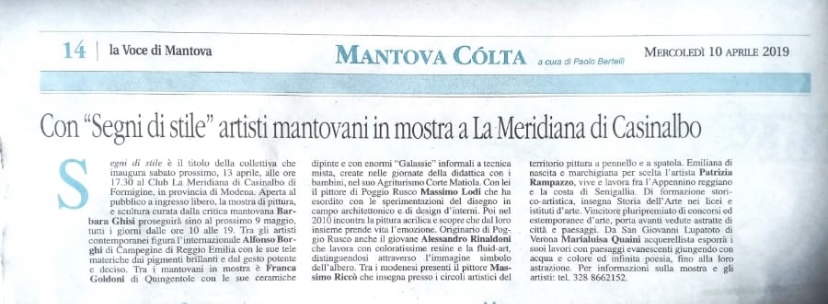 14 | la Voce di Mantova
MANTOVA CÓLTA
a cura di Paolo Bertelli
MERCOLEDÌ 10 APRILE 2019
Con "Segni di stile" artisti mantovani in mostra a La Meridiana di Casinalbo
Segni di stile è il titolo della collettiva che
inaugura sabato prossimo, 13 aprile, alle
ore 17.30 al Club La Meridiana di Casinalbo di
Formigine, in provincia di Modena. Aperta al
pubblico a ingresso libero, la mostra di pittura,
e scultura curata dalla critica mantovana Bar-
bara Ghisi proseguirà sino al prossimo 9 maggio,
tutti i giorni dalle ore 10 alle 19. Tra gli artisti
contemporanei figura l'internazionale Alfonso Bor-
ghi di Campegine di Reggio Emilia con le sue tele
materiche dai pigmenti brillanti e dal gesto potente
e deciso. Tra i mantovani in mostra è Franca
Goldoni di Quingentole con le sue ceramiche
dipinte e con enormi "Galassie" informali a tecnica
mista, create nelle giornate della didattica con i
bambini, nel suo Agriturismo Corte Matiola. Con lei
il pittore di Poggio Rusco Massimo Lodi che ha
esordito con le sperimentazioni del disegno in
campo architettonico e di design d'interni. Poi nel
2010 incontra la pittura acrilica e scopre che dal loro
insieme prende vita l'emozione. Originario di Pog-
gio Rusco anche il giovane Alessandro Rinaldoni
che lavora con coloratissime resine e la fluid-art,
distinguendosi attraverso l'immagine simbolo
dell'albero. Tra i modenesi presenti il pittore Mas-
simo Riccò che insegna presso i circoli artistici del
territorio pittura a pennello e a spatola. Emiliana di
nascita e marchigiana per scelta l'artista Patrizia
Rampazzo, vive e lavora fra l'Appennino reggiano
e la costa di Senigallia. Di formazione stori-
co-artistica, insegna Storia dell'Arte nei licei e
istituti d'arte. Vincitore pluripremiato di concorsi ed
estemporanee d'arte, porta avanti vedute astratte di
città e paesaggi. Da San Giovanni Lupatoto di
Verona Marialuisa Quaini acquerellista esporrà i
suoi lavori con paesaggi evanescenti giungendo con
acqua e colore ed infinita poesia, fino alla loro
astrazione. Per informazioni sulla mostra e gli
artisti: tel. 328 8662152.